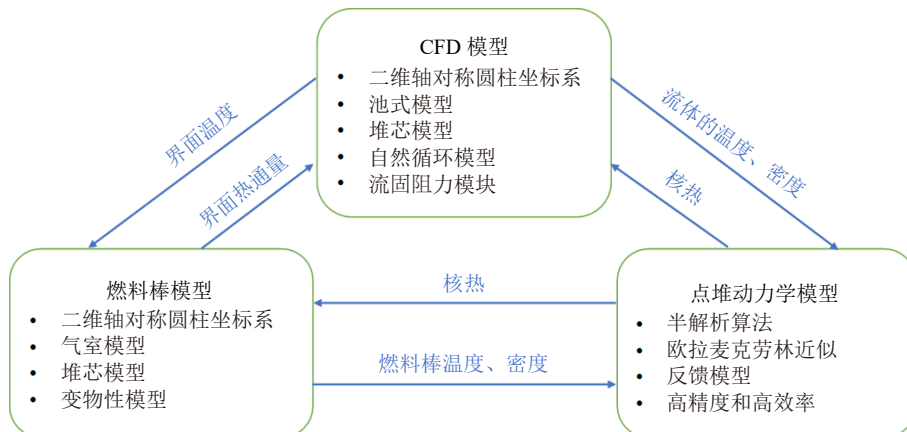 CFD 模型
• 二维轴对称圆柱坐标系
• 池式模型
• 堆芯模型
• 自然循环模型
• 流固阻力模块
界面温度
界面热通量
流体的温度、密度
核热
燃料棒模型
• 二维轴对称圆柱坐标系
• 气室模型
• 堆芯模型
• 变物性模型
核热
燃料棒温度、密度
点堆动力学模型
• 半解析算法
• 欧拉麦克劳林近似
• 反馈模型
• 高精度和高效率